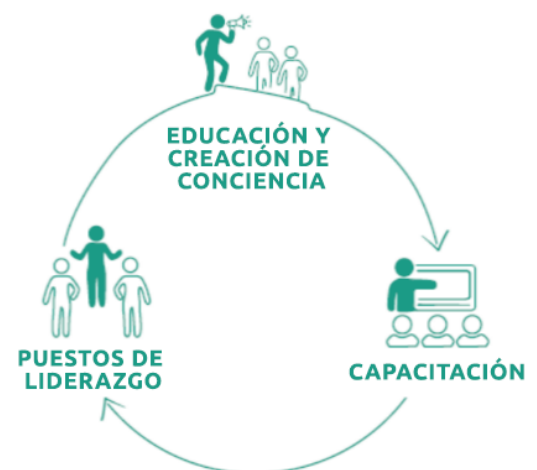 EDUCACIÓN Y
CREACIÓN DE
CONCIENCIA
PUESTOS DE
LIDERAZGO
CAPACITACIÓN